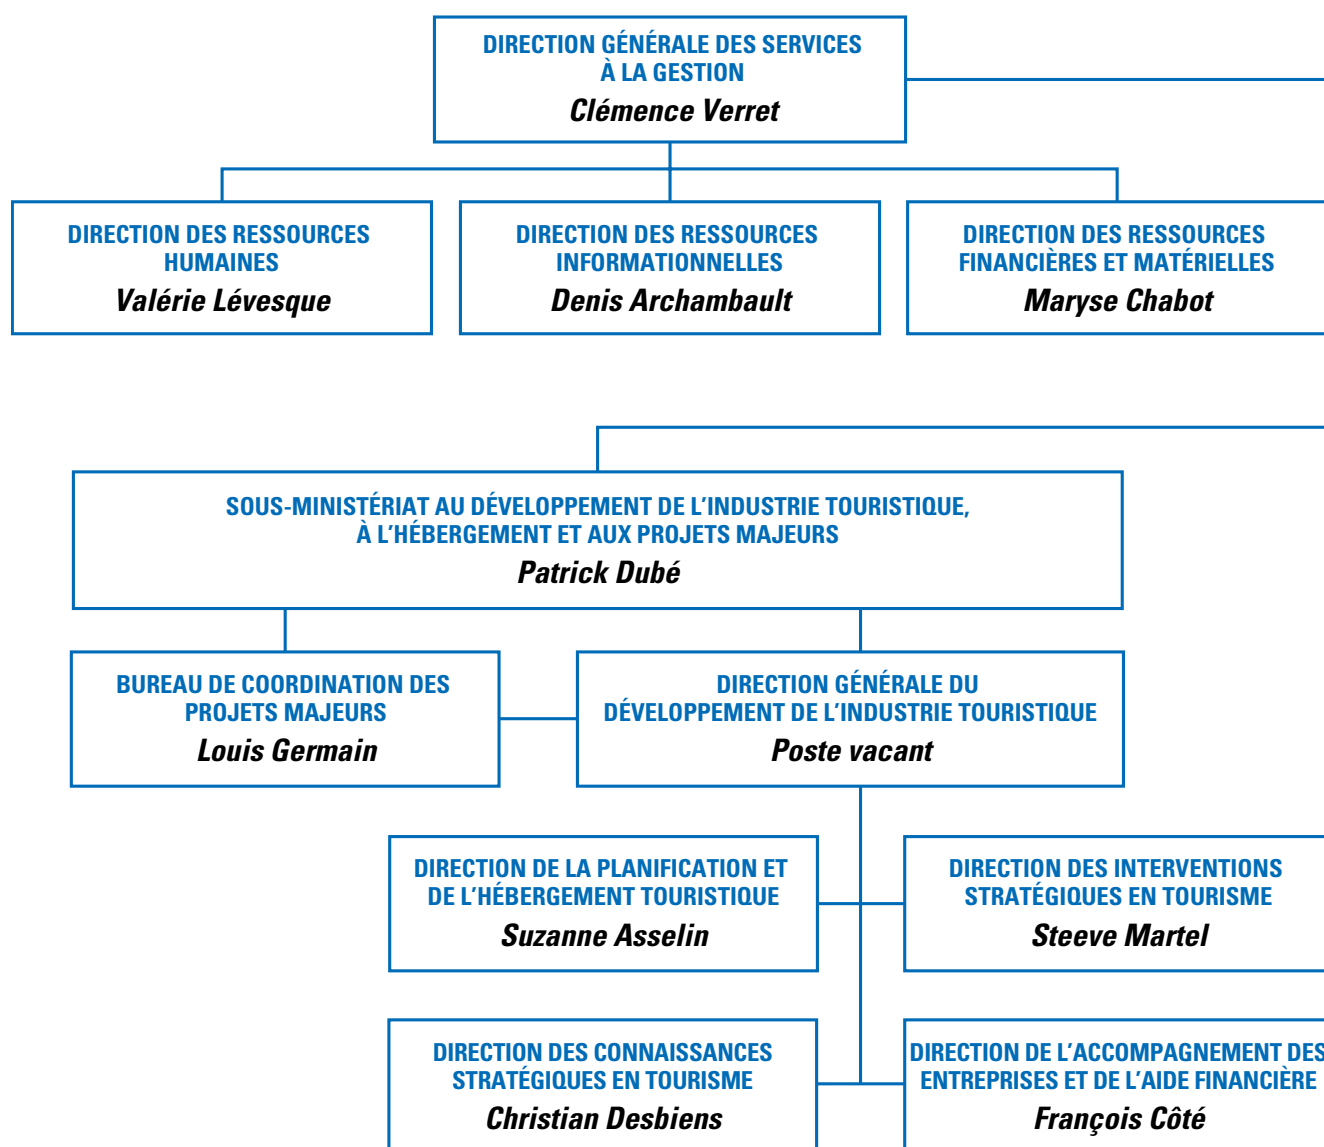 DIRECTION GÉNÉRALE DES SERVICES
À LA GESTION
Clémence Verret
DIRECTION DES RESSOURCES
HUMAINES
Valérie Lévesque
DIRECTION DES RESSOURCES
INFORMATIONNELLES
Denis Archambault
DIRECTION DES RESSOURCES
FINANCIÈRES ET MATÉRIELLES
Maryse Chabot
SOUS-MINISTÉRIAT AU DÉVELOPPEMENT DE L’INDUSTRIE TOURISTIQUE,
À L’HÉBERGEMENT ET AUX PROJETS MAJEURS
Patrick Dubé
BUREAU DE COORDINATION DES
PROJETS MAJEURS
Louis Germain
DIRECTION GÉNÉRALE DU
DÉVELOPPEMENT DE L’INDUSTRIE TOURISTIQUE
Poste vacant
DIRECTION DE LA PLANIFICATION ET
DE L’HÉBERGEMENT TOURISTIQUE
Suzanne Asselin
DIRECTION DES INTERVENTIONS
STRATÉGIQUES EN TOURISME
Steeve Martel
DIRECTION DES CONNAISSANCES
STRATÉGIQUES EN TOURISME
Christian Desbiens
DIRECTION DE L’ACCOMPAGNEMENT DES
ENTREPRISES ET DE L’AIDE FINANCIÈRE
François Côté